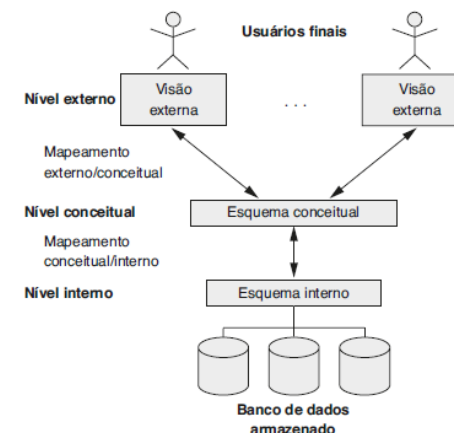 Usuários finais
Nível externo
Visão
externa
. . .
Visão
externa
Mapeamento
externo/conceitual
Nível conceitual
Esquema conceitual
Mapeamento
conceitual/interno
Nível interno
Esquema interno
Banco de dados
armazenado